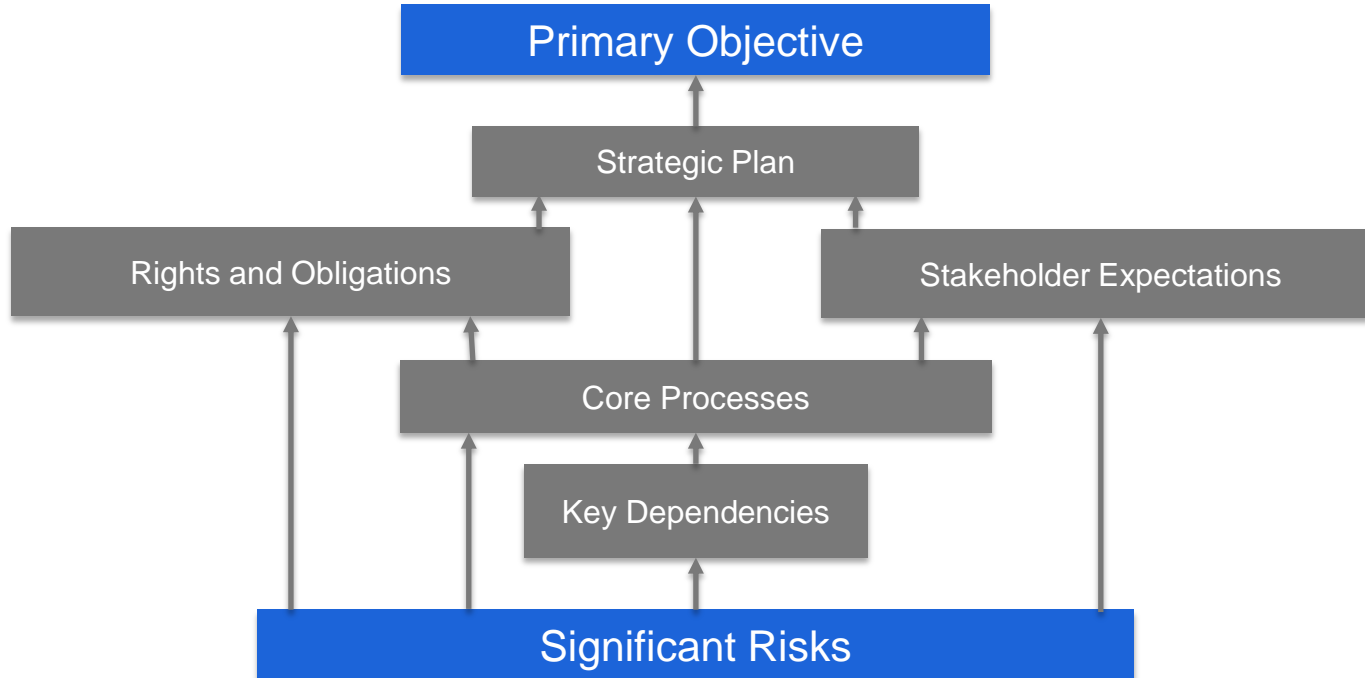 Primary Objective
Strategic Plan
Rights and Obligations
Stakeholder Expectations
Core Processes
Key Dependencies
Significant Risks